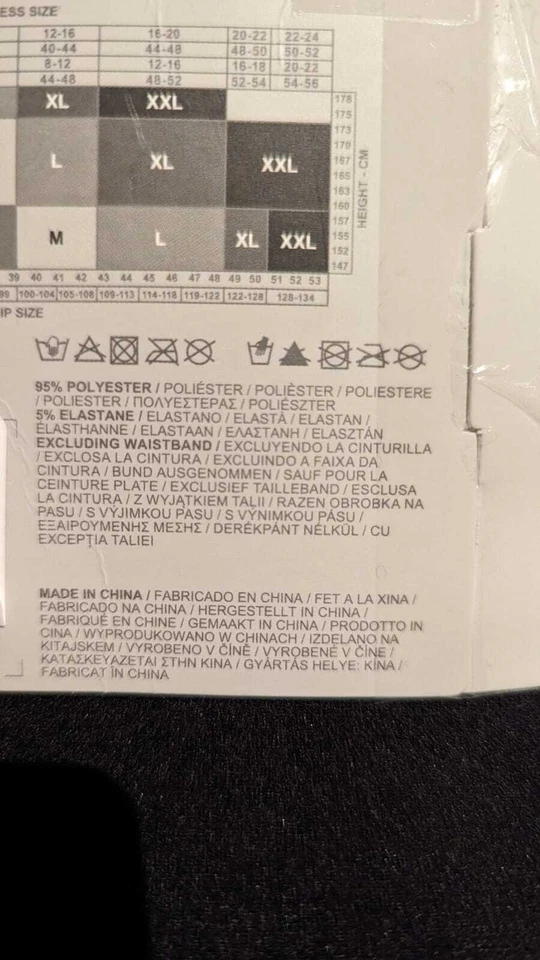 ESS SIZE
12-16 16-20 20-22 22-24
40-44 44-48 48-50 50-52
8-12 12-16 16-18 20-22
44-48 48-52 52-54 54-56
XL XXL 178
175
173
170
L XL XXL 167
165
163
160
157
M L XL XXL 155
152
147
HEIGHT - CM
39 40 41 42 43 44 45 46 47 48 49 50 51 52 53
99 100-104 105-108 109-113 114-118 119-122 122-128 128-134
IP SIZE
95% POLYESTER / POLIÉSTER / POLIÈSTER / POLIESTERE
/ POLIESTER / ΠΟΛΥΕΣΤΕΡΑΣ / POLIÉSZTER
5% ELASTANE / ELASTANO / ELASTÀ / ELASTAN /
ÉLASTHANNE / ELASTAAN / ΕΛΑΣΤΑΝΗ / ELASZTÁN
EXCLUDING WAISTBAND / EXCLUYENDO LA CINTURILLA
/ EXCLOSA LA CINTURA / EXCLUINDO A FAIXA DA
CINTURA / BUND AUSGENOMMEN / SAUF POUR LA
CEINTURE PLATE / EXCLUSIEF TAILLEBAND / ESCLUSA
LA CINTURA / Z WYJĄTKIEM TALII / RAZEN OBROBKA NA
PASU / S VÝJIMKOU PASU / S VÝNIMKOU PÁSU /
ΕΞΑΙΡΟΥΜΕΝΗΣ ΜΕΣΗΣ / DERÉKPÁNT NÉLKÜL / CU
EXCEPȚIA TALIEI
MADE IN CHINA / FABRICADO EN CHINA / FET A LA XINA /
FABRICADO NA CHINA / HERGESTELLT IN CHINA /
FABRIQUÉ EN CHINE / GEMAAKT IN CHINA / PRODOTTO IN
CINA / WYPRODUKOWANO W CHINACH / IZDELANO NA
KITAJSKEM / VYROBENO V ČÍNĚ / VYROBENÉ V ČÍNE /
ΚΑΤΑΣΚΕΥΑΖΕΤΑΙ ΣΤΗΝ ΚΙΝΑ / GYÁRTÁS HELYE: KÍNA /
FABRICAT ÎN CHINA